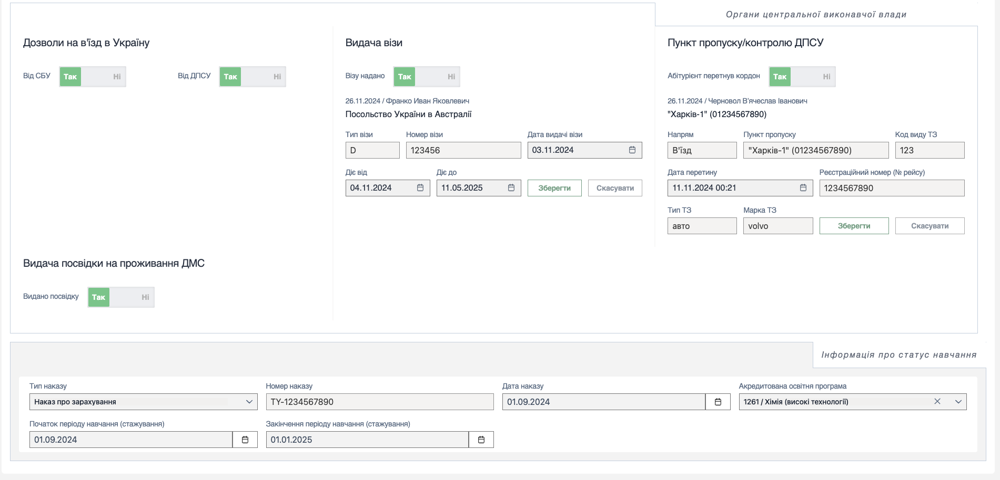 Органи центральної виконавчої влади
Дозволи на в'їзд в Україну
Від СБУ Так Ні Від ДПСУ Так Ні
Видача візи
Візу надано Так Ні
26.11.2024 / Франко Иван Яковлевич
Посольство України в Австралії
Тип візи Номер візи Дата видачі візи
D 123456 03.11.2024
Діє від Діє до
04.11.2024 11.05.2025 Зберегти Скасувати
Пункт пропуску/контролю ДПСУ
Абітурієнт перетнув кордон Так Ні
26.11.2024 / Черновол В'ячеслав Іванович
"Харків-1" (01234567890)
Напрям Пункт пропуску Код виду ТЗ
В'їзд "Харків-1" (01234567890) 123
Дата перетину Реєстраційний номер (№ рейсу)
11.11.2024 00:21 1234567890
Тип ТЗ Марка ТЗ
авто volvo Зберегти Скасувати
Видача посвідки на проживання ДМС
Видано посвідку Так Ні
Інформація про статус навчання
Тип наказу Номер наказу Дата наказу Акредитована освітня програма
Наказ про зарахування TY-1234567890 01.09.2024 1261 / Хімія (високі технології)
Початок періоду навчання (стажування) Закінчення періоду навчання (стажування)
01.09.2024 01.01.2025